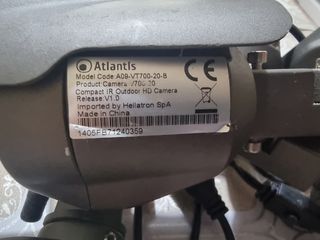 Atlantis
Model Code:A09-VT700-20-B
Product:Camera
Compact IR Outdoor HD Camera
Release V1.0
Imported by Hellatron SpA
Made in China
1405FB71240359
CE